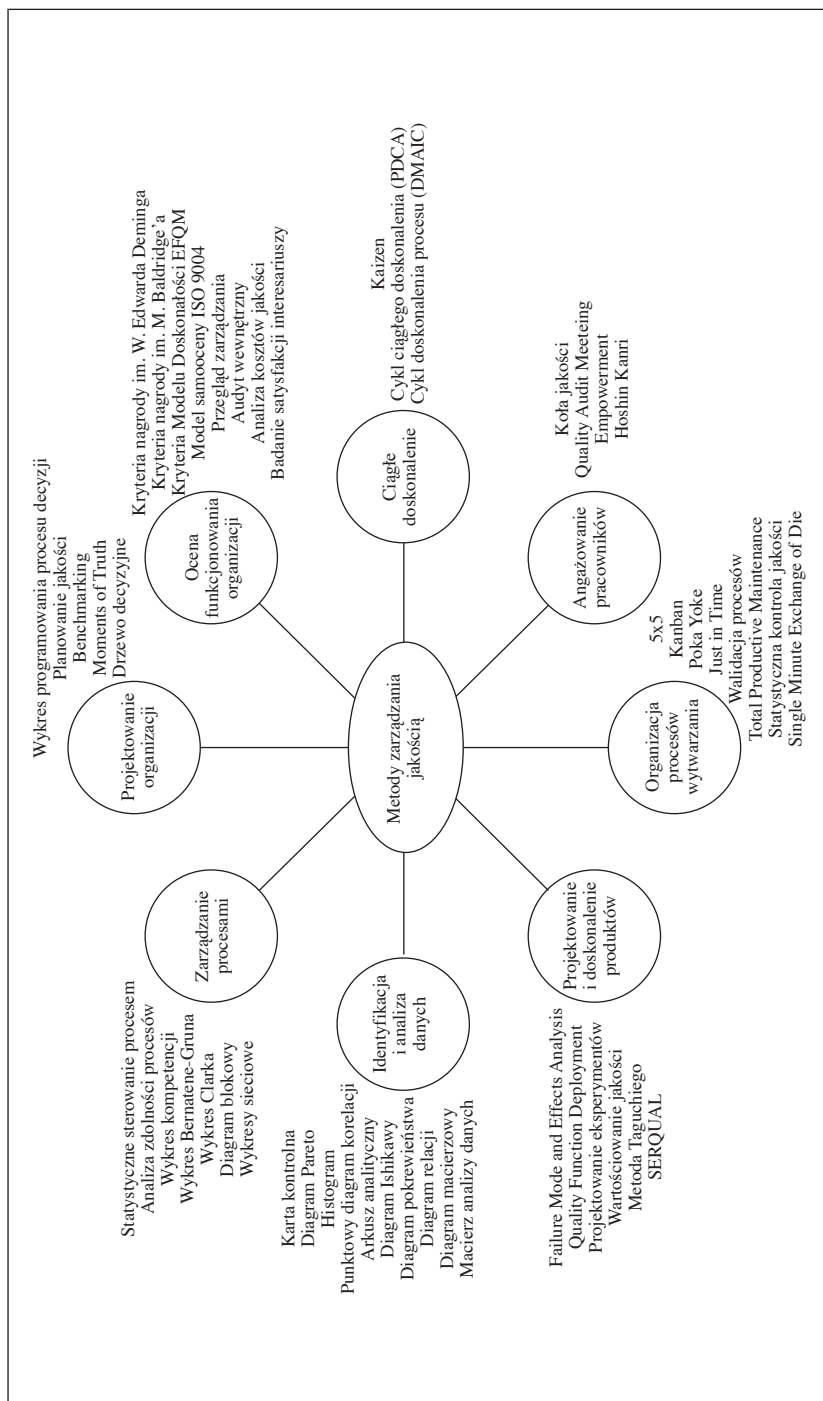 Wykres programowania procesu decyzji
Planowanie jakości
Benchmarking
Moments of Truth
Drzewo decyzyjne
Projektowanie
organizacji
Kryteria nagrody im. W. Edwarda Deminga
Kryteria nagrody im. M. Baldridge’a
Kryteria Modelu Doskonałości EFQM
Model samooceny ISO 9004
Przegląd zarządzania
Audyt wewnętrzny
Analiza kosztów jakości
Badanie satysfakcji interesariuszy
Ocena
funkcjonowania
organizacji
Kaizen
Cykl ciągłego doskonalenia (PDCA)
Cykl doskonalenia procesu (DMAIC)
Ciągłe
doskonalenie
Koła jakości
Quality Audit Meeteing
Empowerment
Hoshin Kanri
Angażowanie
pracowników
5x5
Kanban
Poka Yoke
Just in Time
Walidacja procesów
Total Productive Maintenance
Statystyczna kontrola jakości
Single Minute Exchange of Die
Organizacja
procesów
wytwarzania
Metody zarządzania
jakością
Statystyczne sterowanie procesem
Analiza zdolności procesów
Wykres kompetencji
Wykres Bernatene-Gruna
Wykres Clarka
Diagram blokowy
Wykresy sieciowe
Zarządzanie
procesami
Karta kontrolna
Diagram Pareto
Histogram
Punktowy diagram korelacji
Arkusz analityczny
Diagram Ishikawy
Diagram pokrewieństwa
Diagram relacji
Diagram macierzowy
Macierz analizy danych
Identyfikacja
i analiza
danych
Failure Mode and Effects Analysis
Quality Function Deployment
Projektowanie eksperymentów
Wartościowanie jakości
Metoda Taguchiego
SERQUAL
Projektowanie
i doskonalenie
produktów